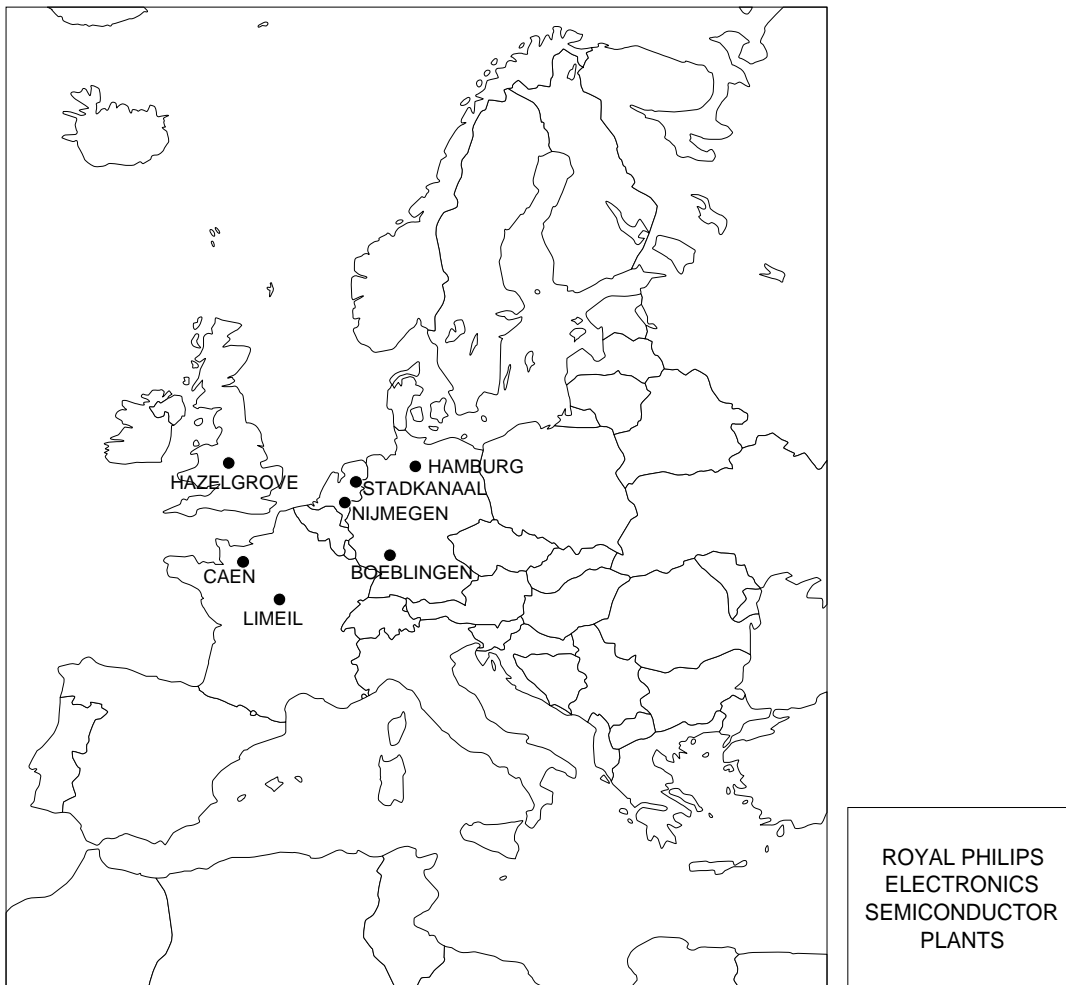 HAMBURG
HAZELGROVE
STADKANAAL
NIJMEGEN
BOEBLINGEN
CAEN
LIMEIL
ROYAL PHILIPS
ELECTRONICS
SEMICONDUCTOR
PLANTS